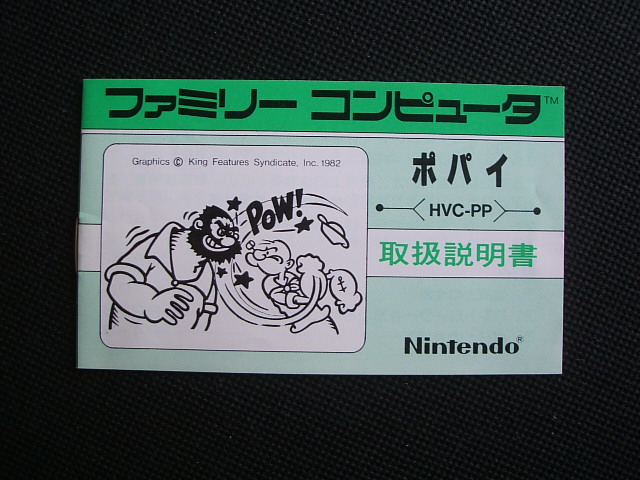 ファミリー コンピュータ™
Graphics © King Features Syndicate, Inc. 1982
POW!
ポパイ
HVC-PP
取扱説明書
Nintendo®